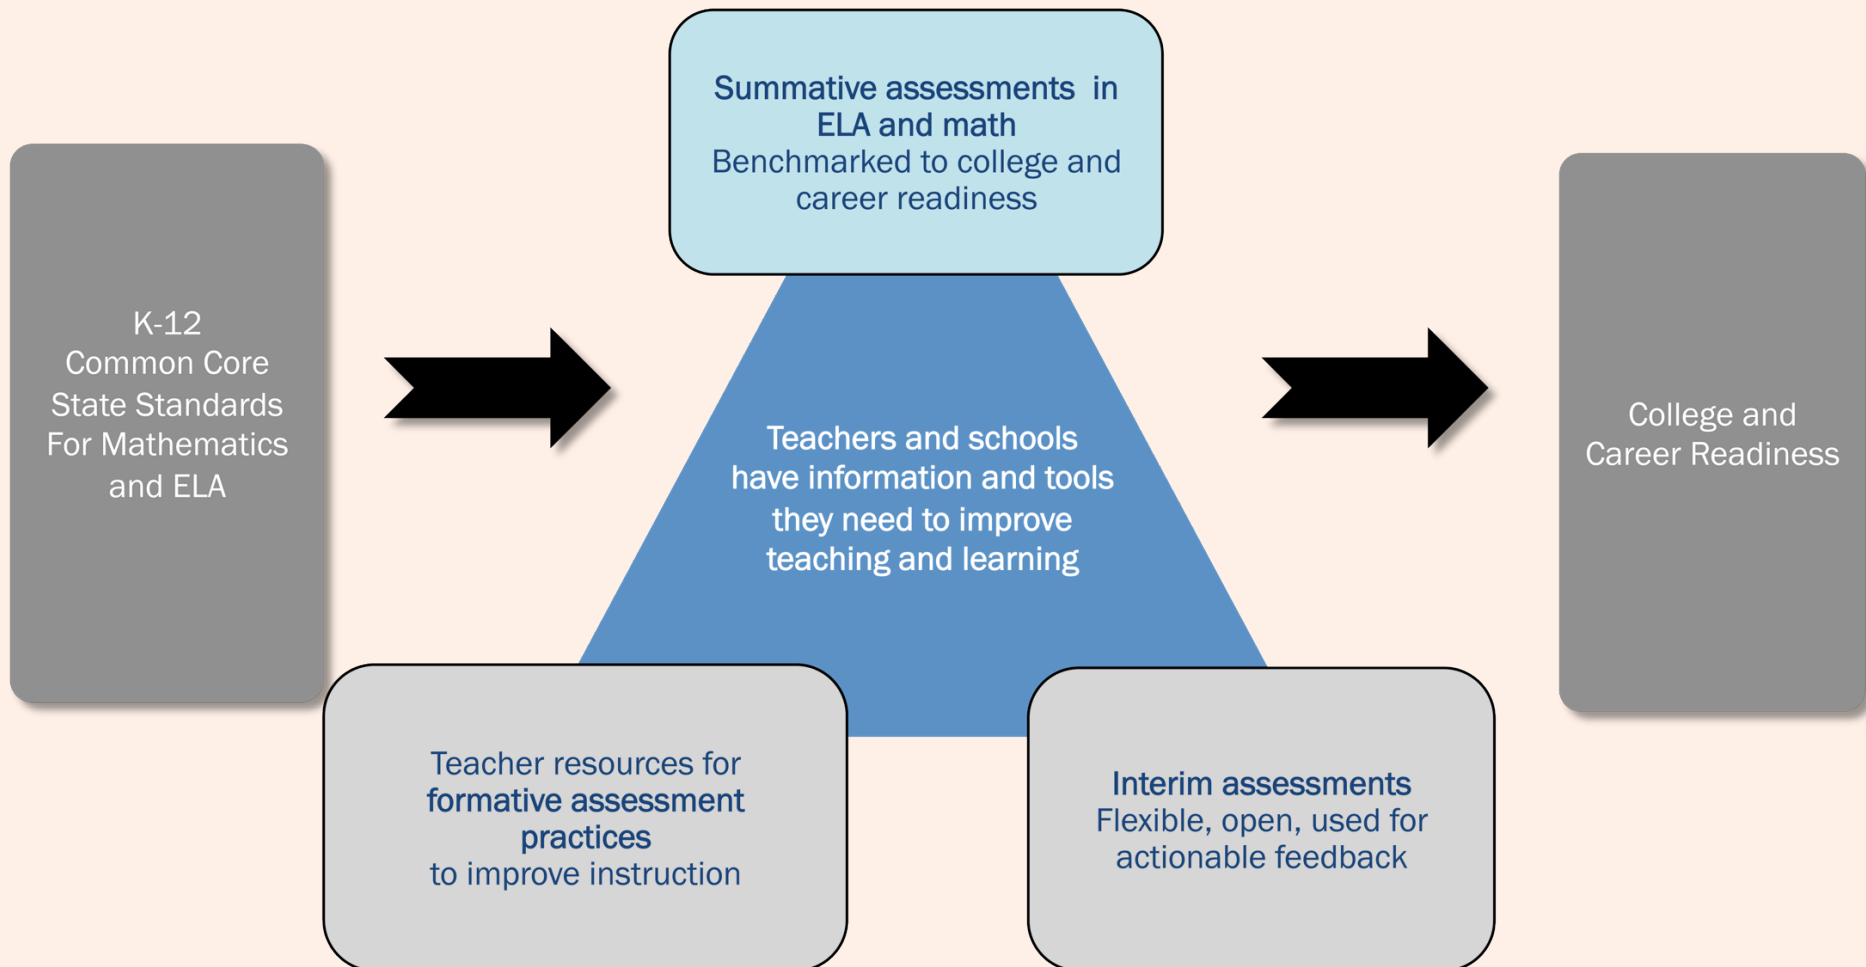 Summative assessments in
ELA and math
Benchmarked to college and
career readiness
K-12
Common Core
State Standards
For Mathematics
and ELA
Teachers and schools
have information and tools
they need to improve
teaching and learning
College and
Career Readiness
Teacher resources for
formative assessment
practices
to improve instruction
Interim assessments
Flexible, open, used for
actionable feedback